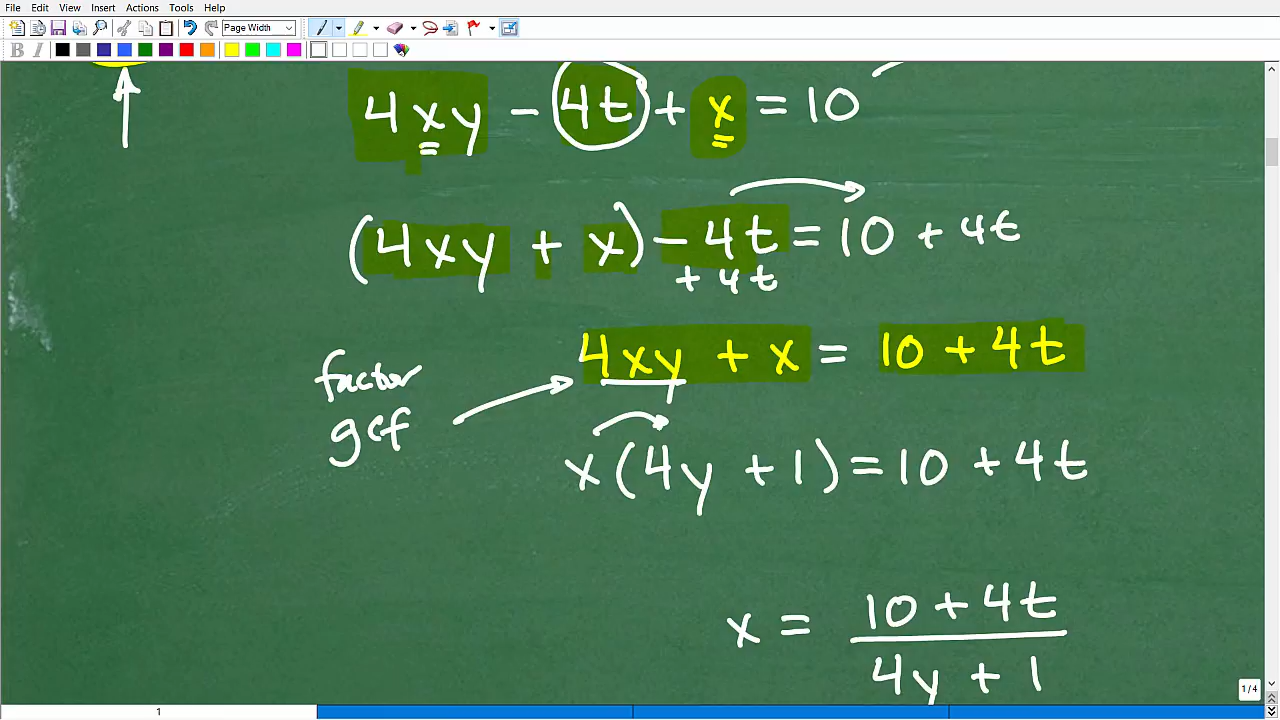 File Edit View Insert Actions Tools Help
Page Width
B I
4xy - 4t + x = 10
(4xy + x) - 4t = 10 + 4t
+ 4t
4xy + x = 10 + 4t
factor
gcf
x(4y + 1) = 10 + 4t
x = 10 + 4t
4y + 1
1/4
1